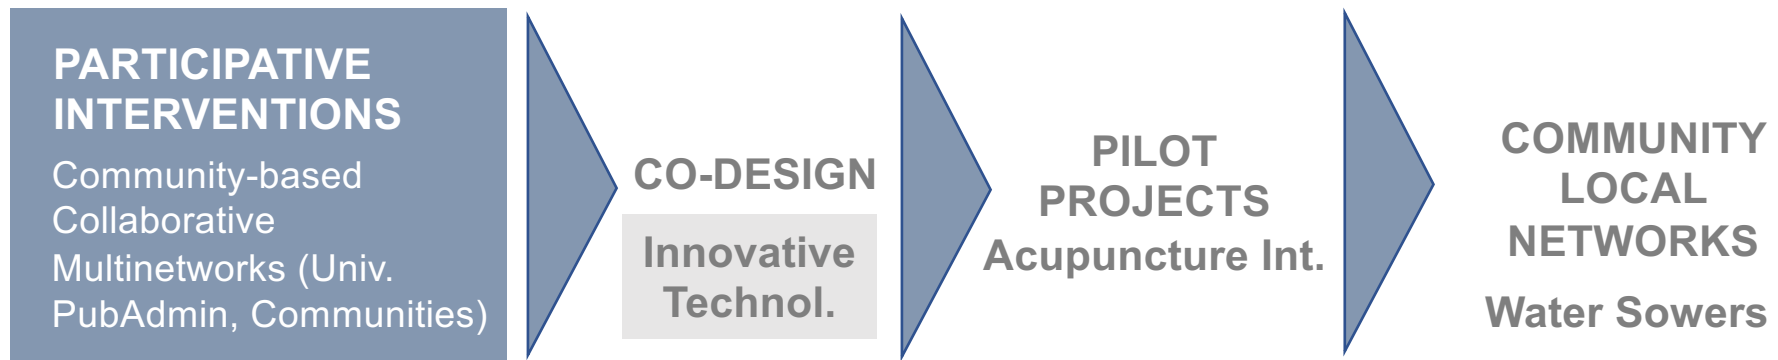 PARTICIPATIVE
INTERVENTIONS
Community-based
Collaborative
Multinetworks (Univ.
PubAdmin, Communities)
CO-DESIGN
Innovative
Technol.
PILOT
PROJECTS
Acupuncture Int.
COMMUNITY
LOCAL
NETWORKS
Water Sowers